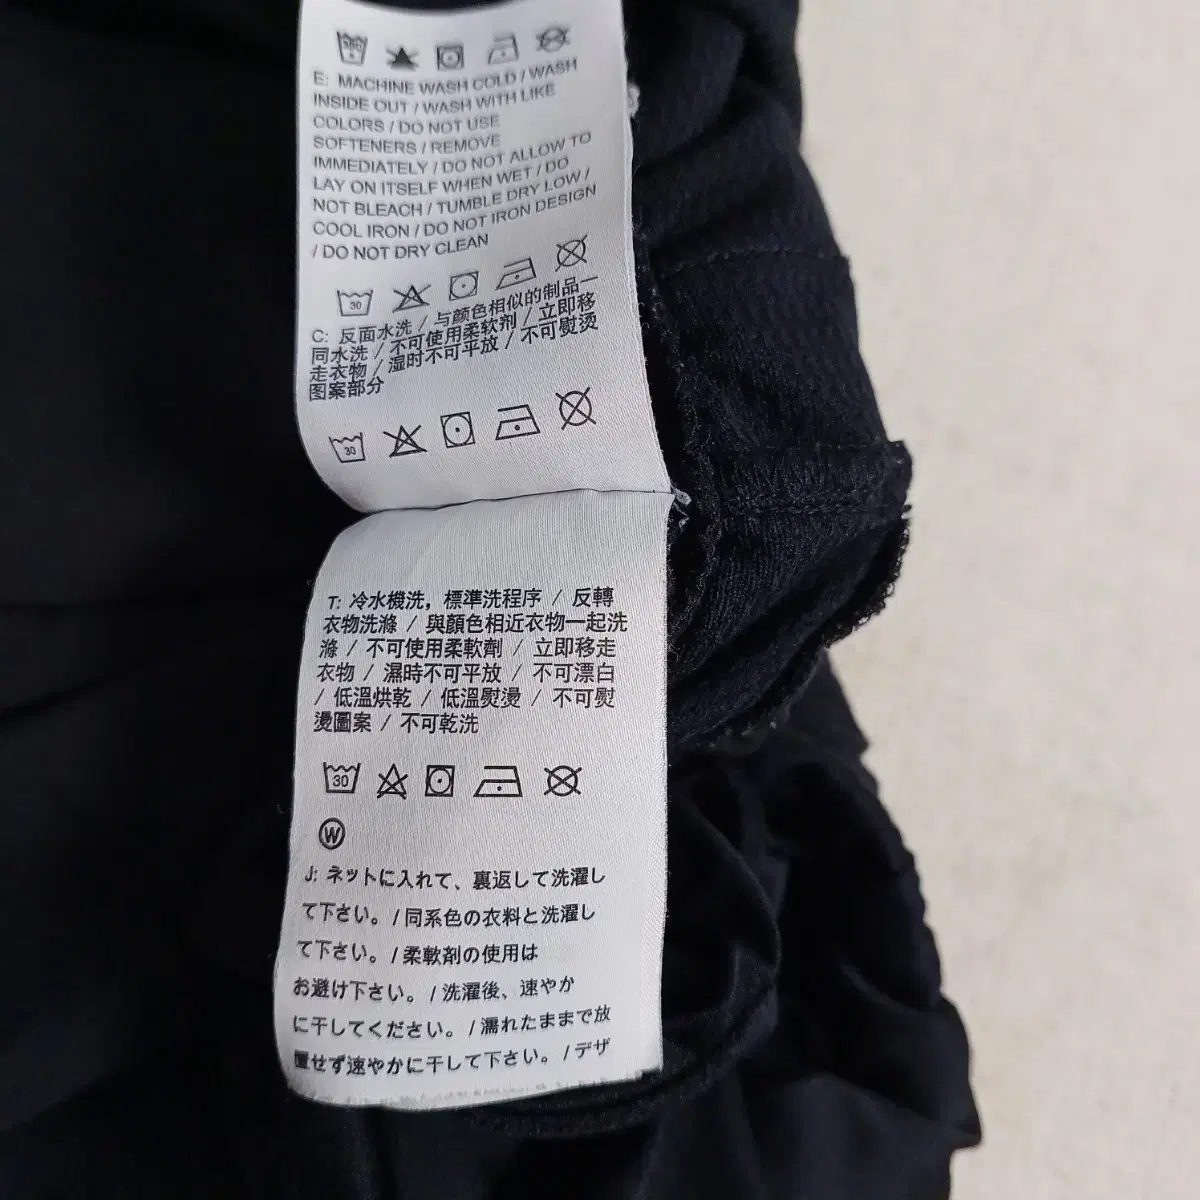 E: MACHINE WASH COLD / WASH
INSIDE OUT / WASH WITH LIKE
COLORS / DO NOT USE
SOFTENERS / REMOVE
IMMEDIATELY / DO NOT ALLOW TO
LAY ON ITSELF WHEN WET / DO
NOT BLEACH / TUMBLE DRY LOW /
COOL IRON / DO NOT IRON DESIGN
/ DO NOT DRY CLEAN
30
C: 反面水洗 / 与颜色相似的制品一
同水洗 / 不可使用柔软剂 / 立即移
走衣物 / 湿时不可平放 / 不可熨烫
图案部分
30
T: 冷水機洗，標準洗程序 / 反轉
衣物洗滌 / 與顏色相近衣物一起洗
滌 / 不可使用柔軟劑 / 立即移走
衣物 / 濕時不可平放 / 不可漂白
/ 低溫烘乾 / 低溫熨燙 / 不可熨
燙圖案 / 不可乾洗
30
W
J: ネットに入れて、裏返して洗濯し
て下さい。/ 同系色の衣料と洗濯し
て下さい。/ 柔軟剤の使用は
お避け下さい。/ 洗濯後、速やか
に干してください。/ 濡れたままで放
置せず速やかに干して下さい。/ デザ